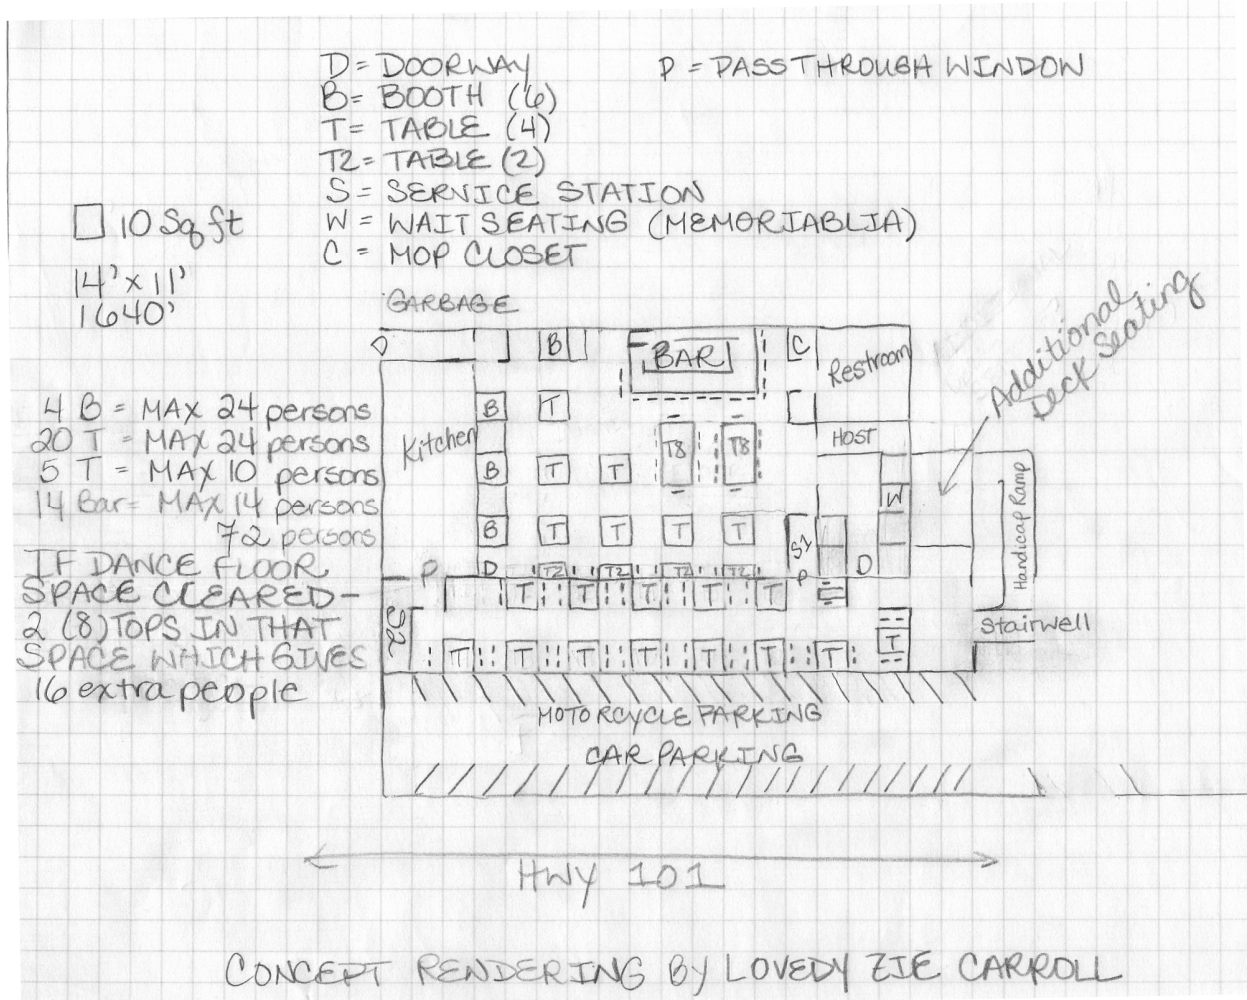 D = DOORWAY
P = PASS THROUGH WINDOW
B = BOOTH (6)
T = TABLE (4)
T2 = TABLE (2)
S = SERVICE STATION
W = WAIT SEATING (MEMORIABLIA)
C = MOP CLOSET
10 Sq ft
14' x 11'
1640'
GARBAGE
B
BAR
C
Restroom
Additional
Deck Seating
4 B = MAX 24 persons
20 T = MAX 24 persons
5 T = MAX 10 persons
14 Bar = MAX 14 persons
72 persons
IF DANCE FLOOR
SPACE CLEARED -
2 (8) TOPS IN THAT
SPACE WHICH GIVES
16 extra people
B T
Kitchen
T8 T8
HOST
B T T
W
Handicap Ramp
B T T T T
S1
P
D T2 T2 T2 T2
P
D
T T T T T
S2
Stairwell
T T T T T T T
T
MOTORCYCLE PARKING
CAR PARKING
HWY 101
CONCEPT RENDERING BY LOVEDY ZIE CARROLL